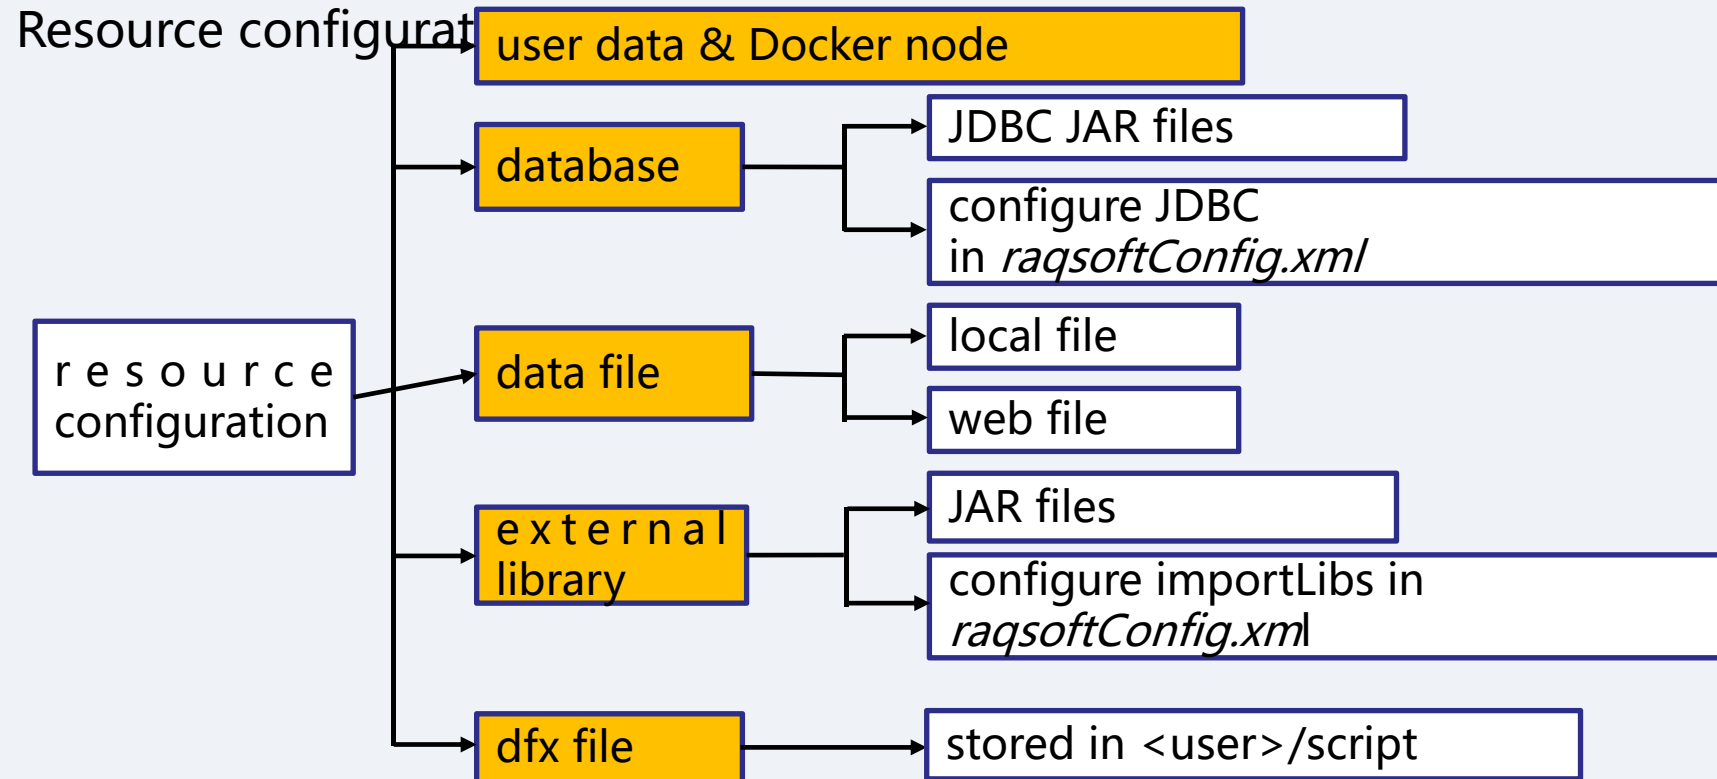 Resource configurat
user data & Docker node
JDBC JAR files
database
configure JDBC
in raqsoftConfig.xml
local file
resource
configuration
data file
web file
JAR files
external
library
configure importLibs in
raqsoftConfig.xml
dfx file
stored in <user>/script